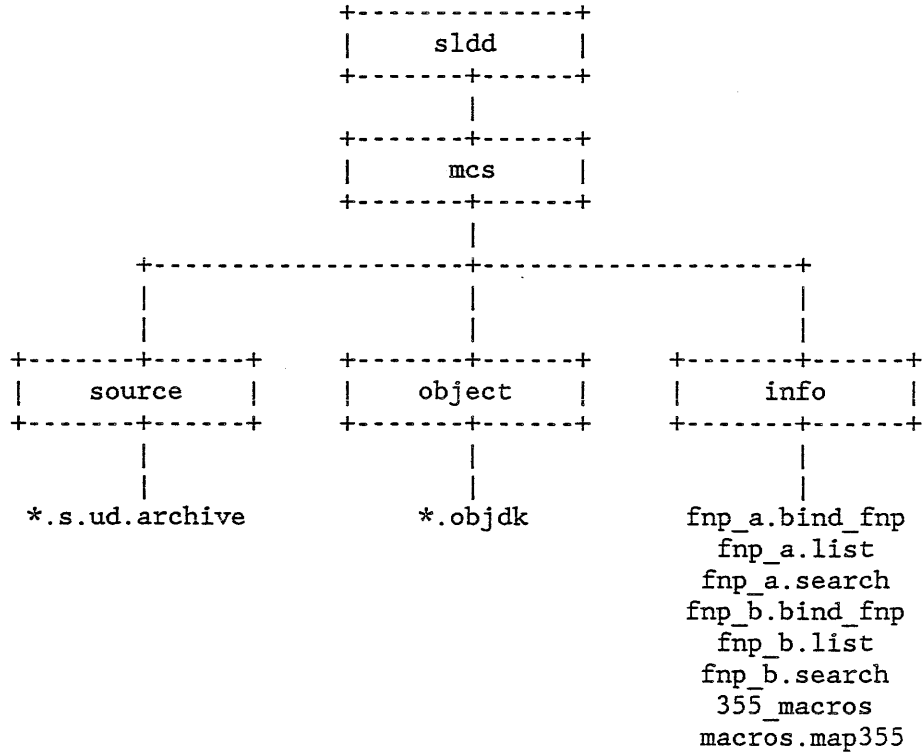 sldd
mcs
source
object
info
*.s.ud.archive
*.objdk
fnp_a.bind_fnp
fnp_a.list
fnp_a.search
fnp_b.bind_fnp
fnp_b.list
fnp_b.search
355_macros
macros.map355